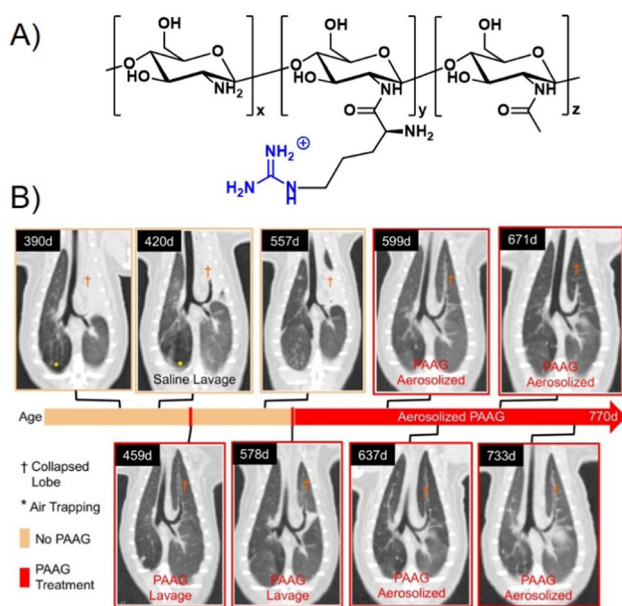 A)
OH
O
HO
NH2
x
OH
O
HO
NH
y
O
NH2
NH2
⊕
H2N
N
H
OH
O
HO
NH
z
O
B)
390d
†
*
420d
†
*
Saline Lavage
557d
†
599d
†
PAAG
Aerosolized
671d
†
PAAG
Aerosolized
Age
Aerosolized PAAG
770d
† Collapsed
Lobe
* Air Trapping
No PAAG
PAAG
Treatment
459d
†
PAAG
Lavage
578d
†
PAAG
Lavage
637d
†
PAAG
Aerosolized
733d
†
PAAG
Aerosolized